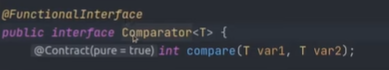 @FunctionalInterface
public interface Comparator<T> {
@Contract(pure = true) int compare(T var1, T var2);